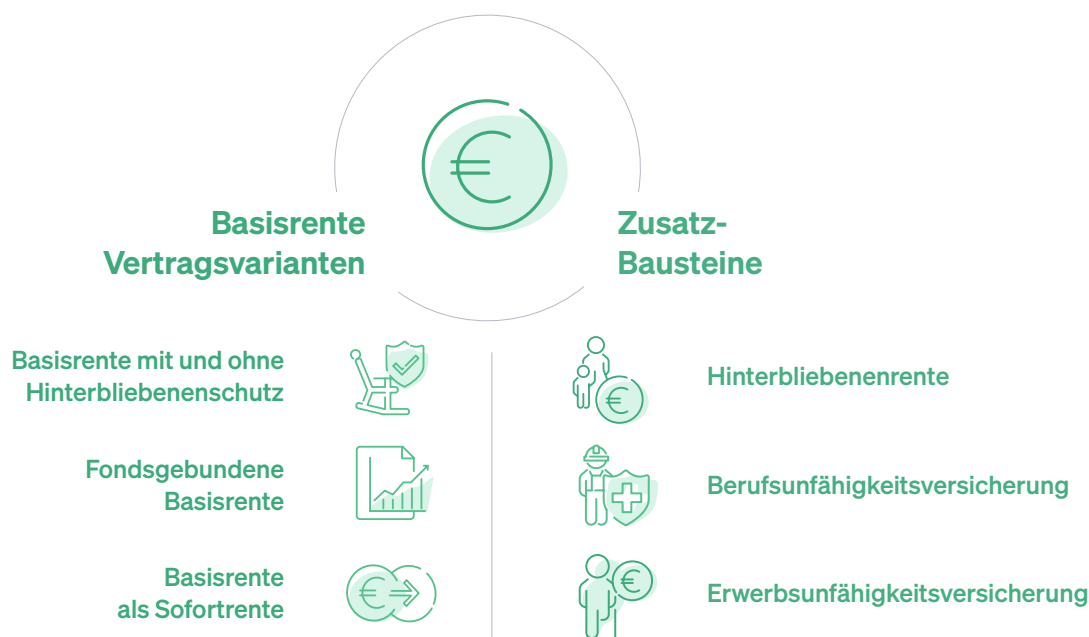 Basisrente
Vertragsvarianten
Zusatz-
Bausteine
Basisrente mit und ohne
Hinterbliebenenschutz
Hinterbliebenenrente
Fondsgebundene
Basisrente
Berufsunfähigkeitsversicherung
Basisrente
als Sofortrente
Erwerbsunfähigkeitsversicherung